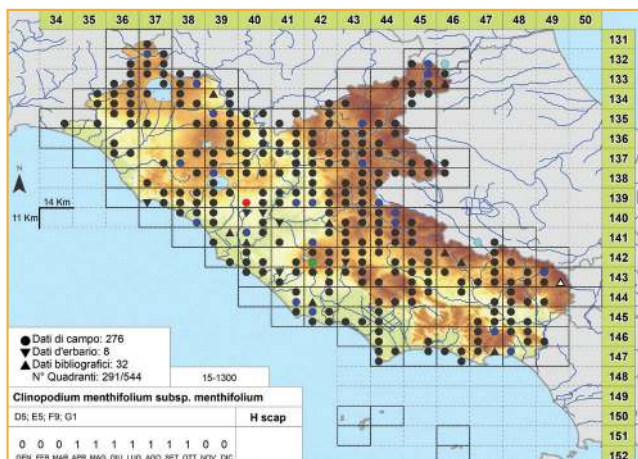 34 35 36 37 38 39 40 41 42 43 44 45 46 47 48 49 50
131
132
133
134
135
136
137
138
139
140
141
142
143
144
145
146
147
148
149
150
151
152
N
14 Km
11 Km
● Dati di campo: 276
▼ Dati d'erbario: 8
▲ Dati bibliografici: 32
N° Quadranti: 291/544
15-1300
Clinopodium menthifolium subsp. menthifolium
D5; E5; F9; G1
H scap
0 0 0 1 1 1 1 1 1 1 0 0
GEN FEB MAR APR MAG GIU LUG AGO SET OTT NOV DIC